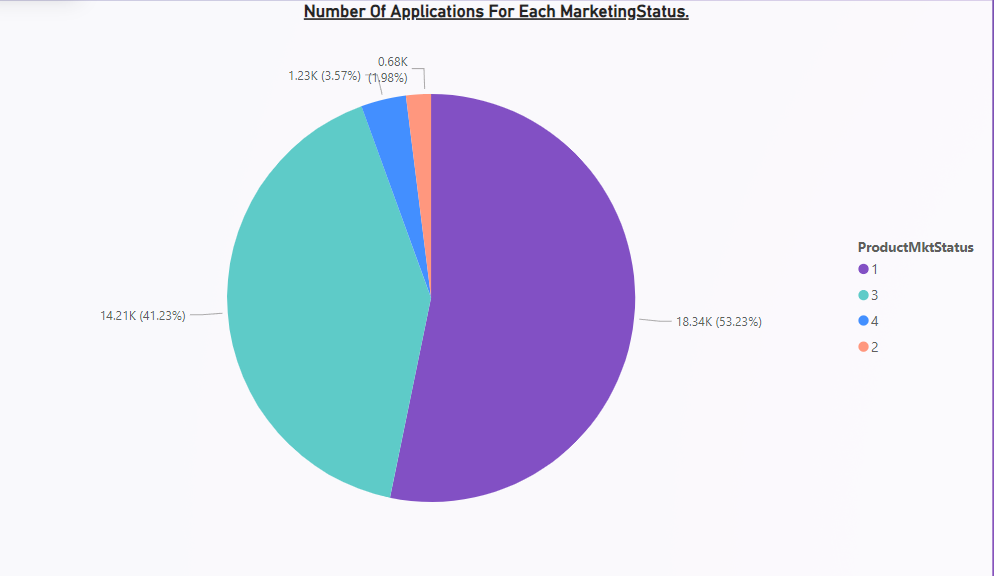 Number Of Applications For Each MarketingStatus.
0.68K
(1.98%)
1.23K (3.57%)
14.21K (41.23%)
18.34K (53.23%)
ProductMktStatus
1
3
4
2